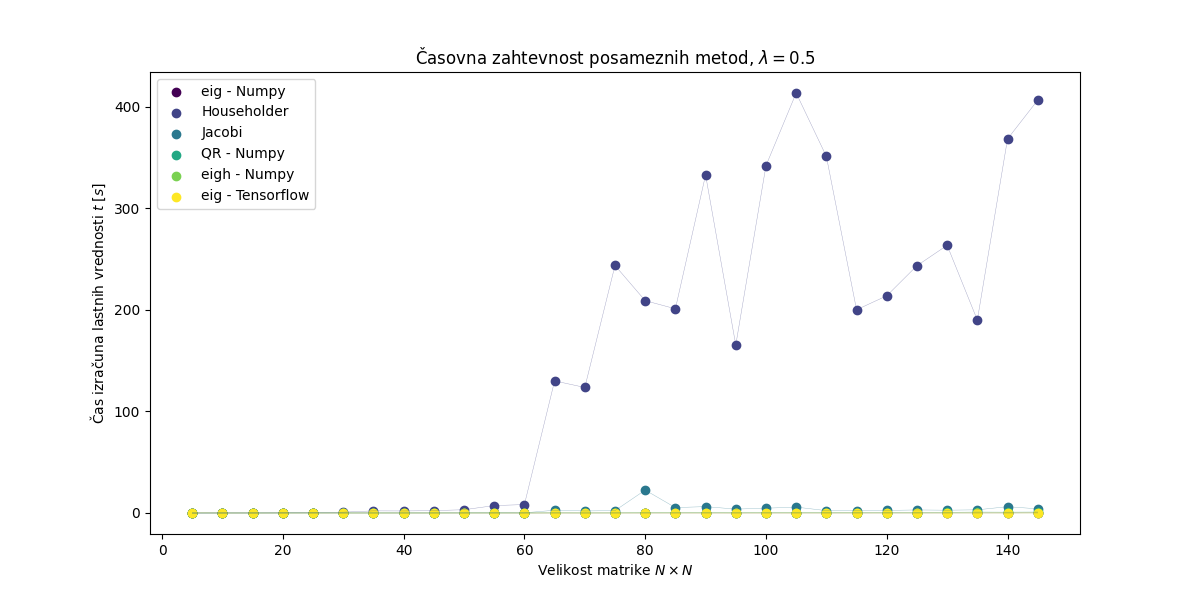 Časovna zahtevnost posameznih metod, λ = 0.5
eig - Numpy
Householder
Jacobi
QR - Numpy
eigh - Numpy
eig - Tensorflow
Čas izračuna lastnih vrednosti t [s]
400
300
200
100
0
0 20 40 60 80 100 120 140
Velikost matrike N × N